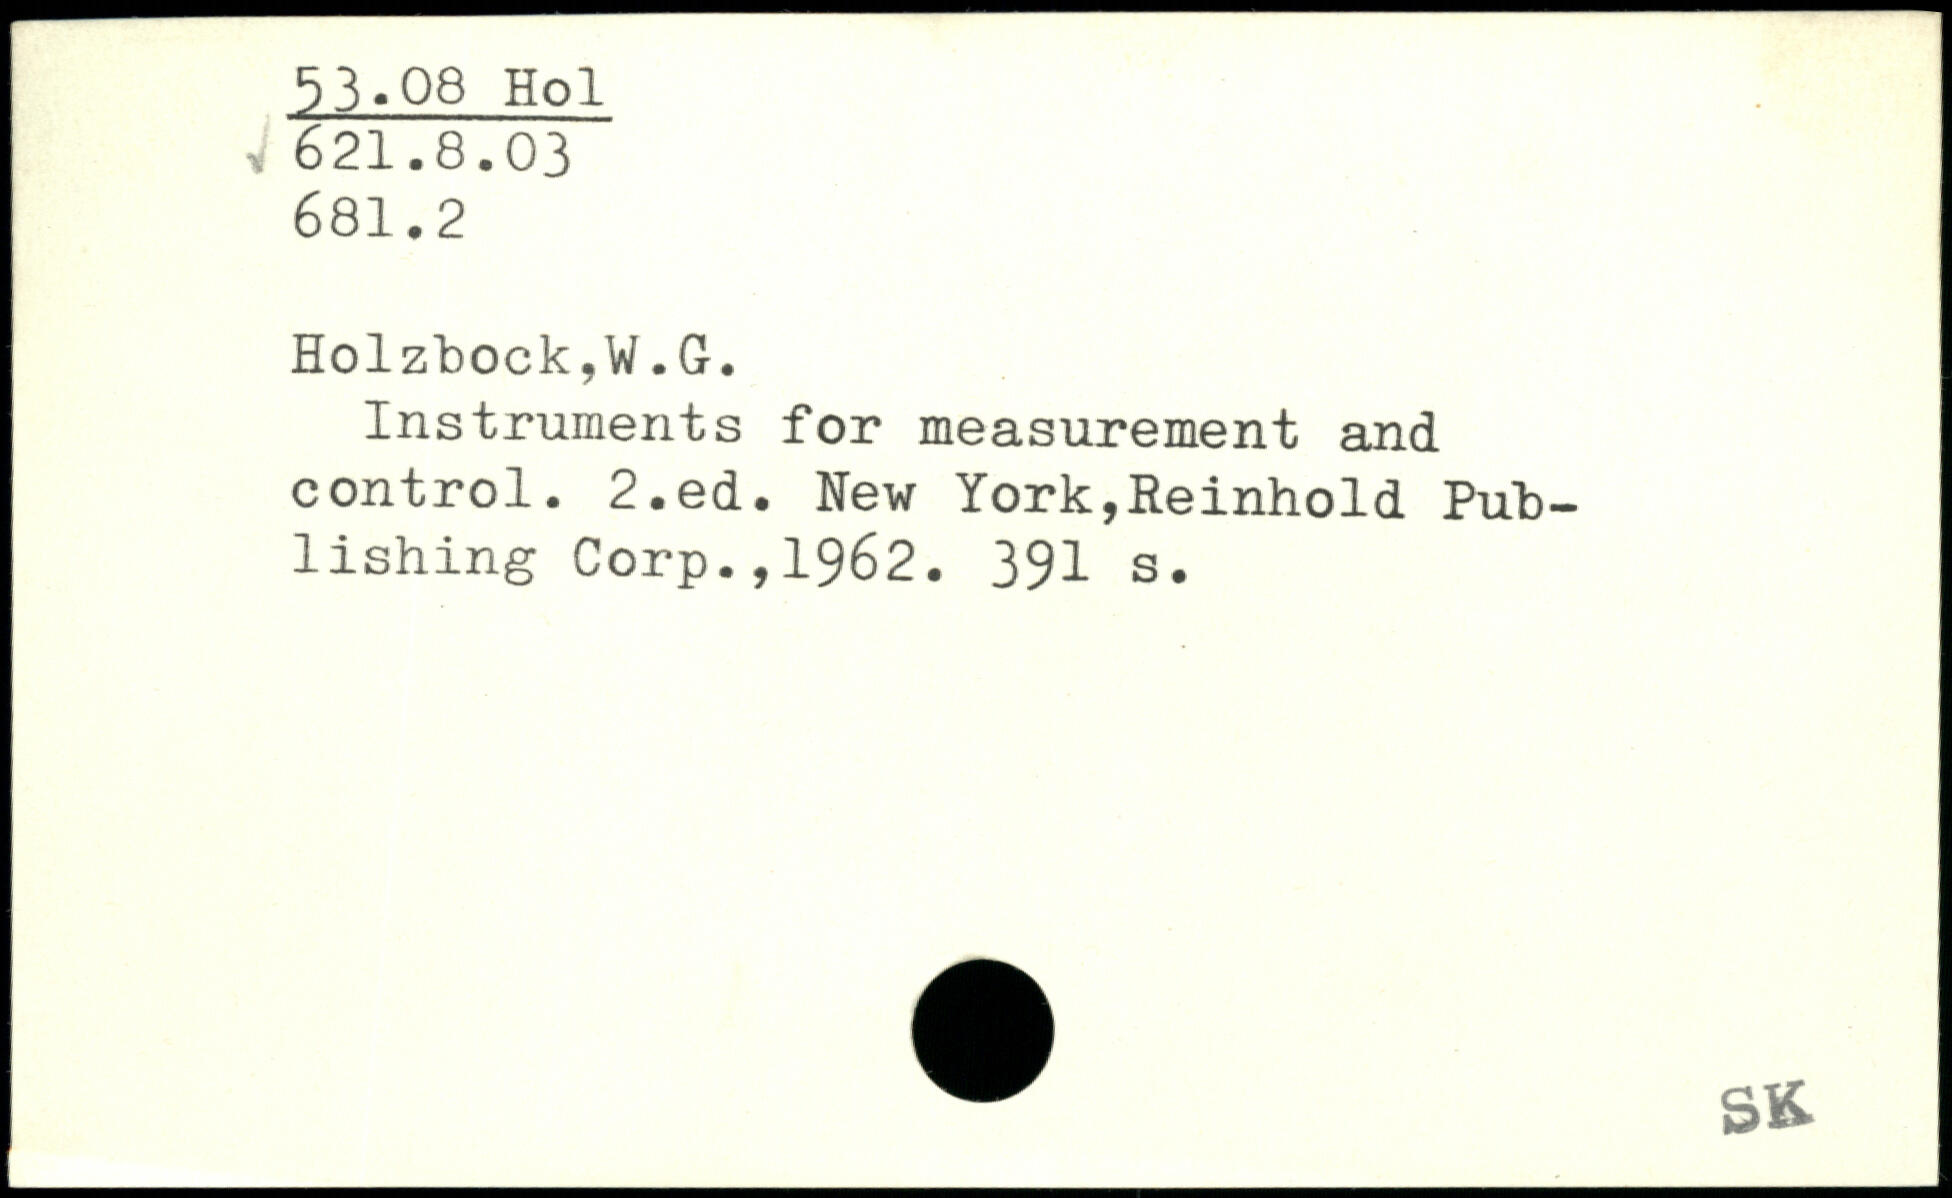 53.08 Hol
✓ 621.8.03
681.2
Holzbock,W.G.
Instruments for measurement and
control. 2.ed. New York,Reinhold Pub-
lishing Corp.,1962. 391 s.
SK